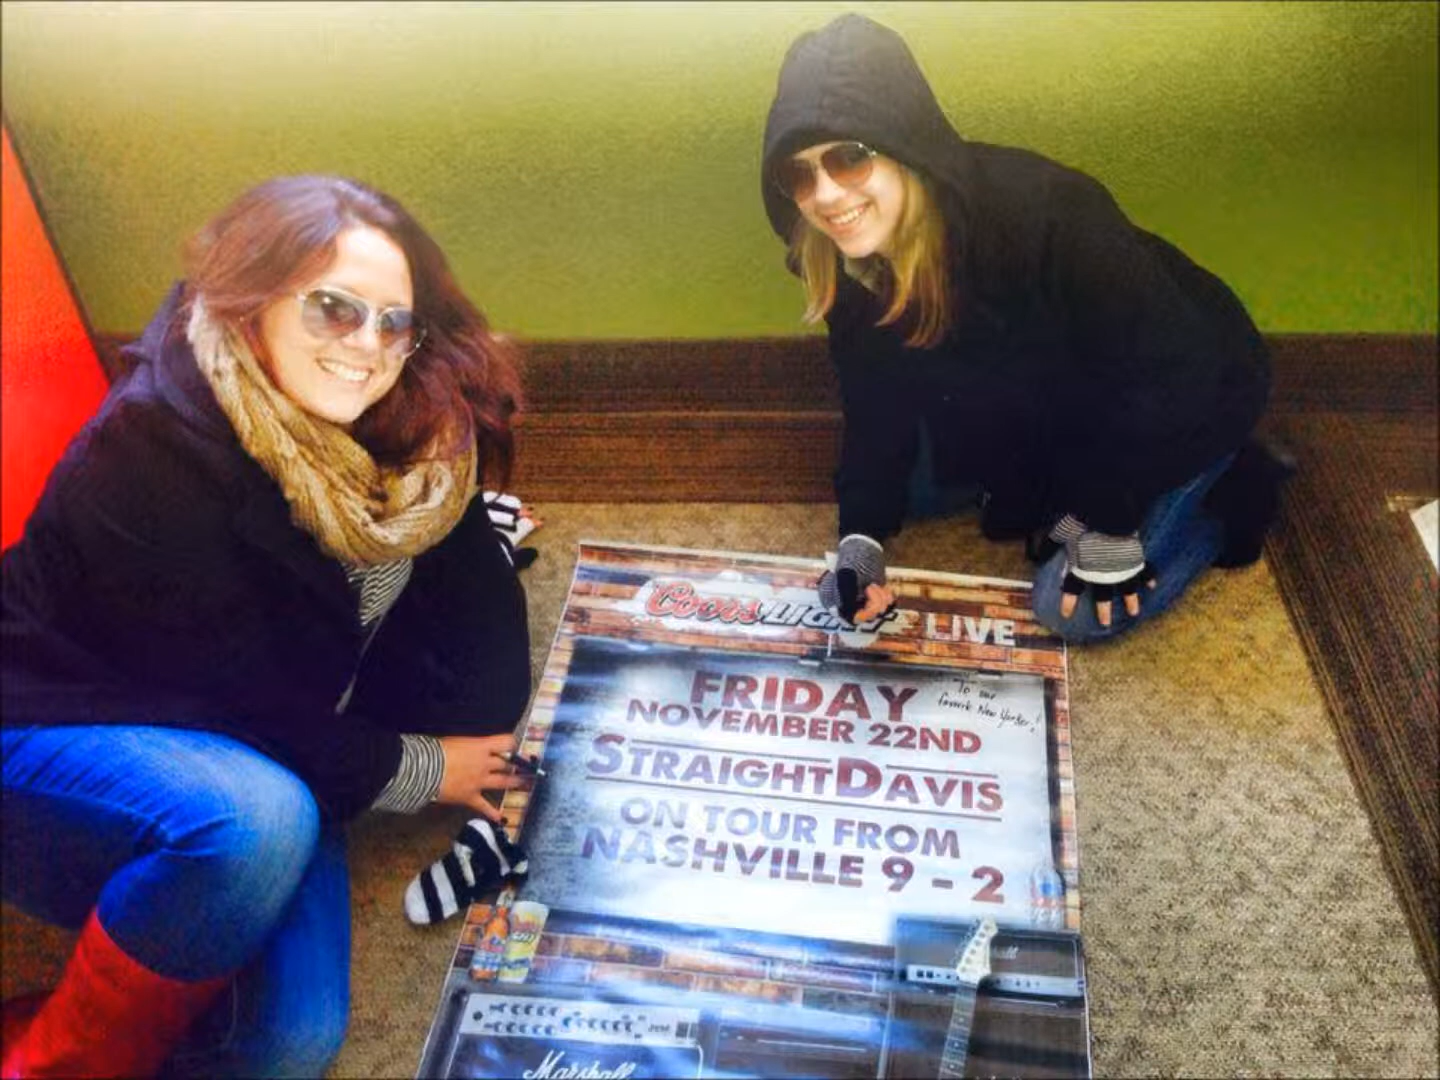 Coors LIGHT LIVE
FRIDAY
NOVEMBER 22ND
STRAIGHTDAVIS
ON TOUR FROM
NASHVILLE 9 - 2
To our
favorite New Yorker!
Marshall